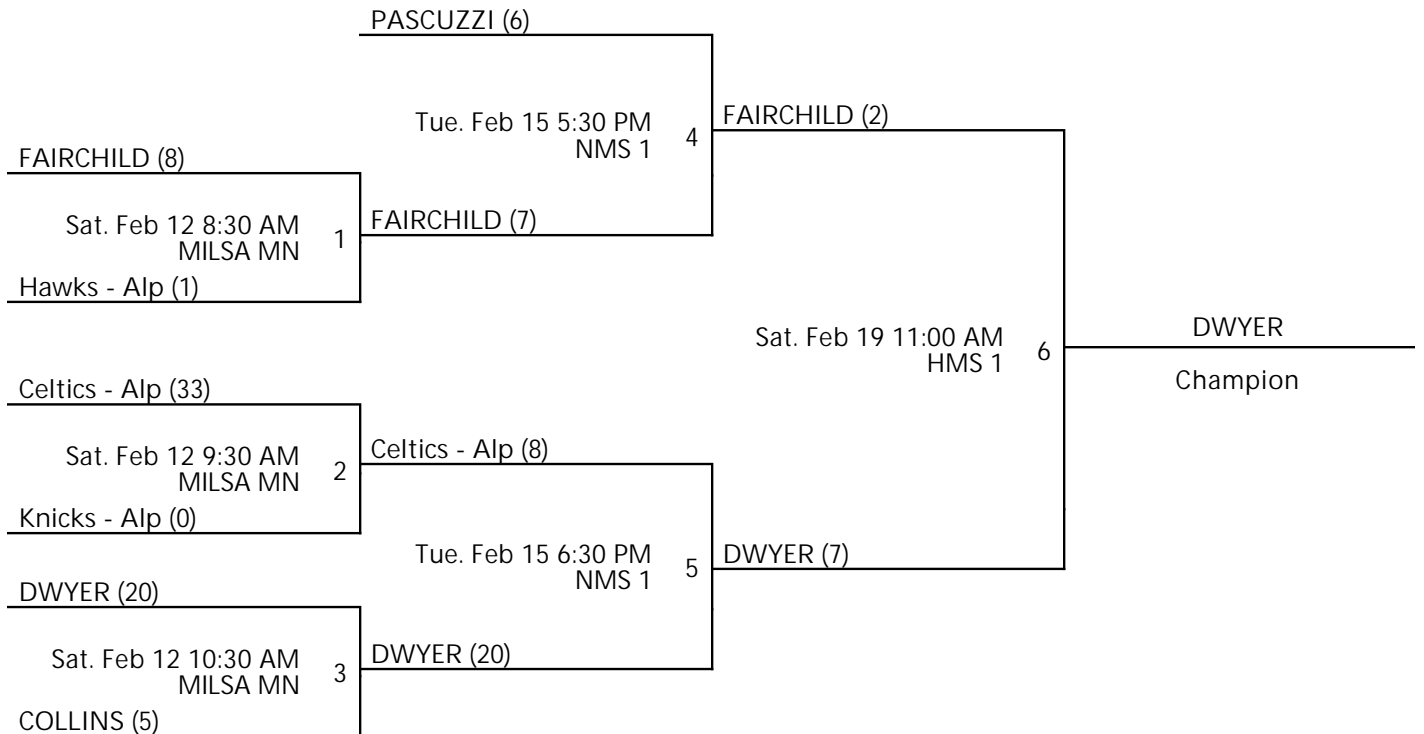 PASCUZZI (6)
Tue. Feb 15 5:30 PM
NMS 1
4
FAIRCHILD (2)
FAIRCHILD (8)
Sat. Feb 12 8:30 AM
MILSA MN
1
FAIRCHILD (7)
Hawks - Alp (1)
Sat. Feb 19 11:00 AM
HMS 1
6
DWYER
Champion
Celtics - Alp (33)
Sat. Feb 12 9:30 AM
MILSA MN
2
Celtics - Alp (8)
Knicks - Alp (0)
Tue. Feb 15 6:30 PM
NMS 1
5
DWYER (7)
DWYER (20)
Sat. Feb 12 10:30 AM
MILSA MN
3
DWYER (20)
COLLINS (5)